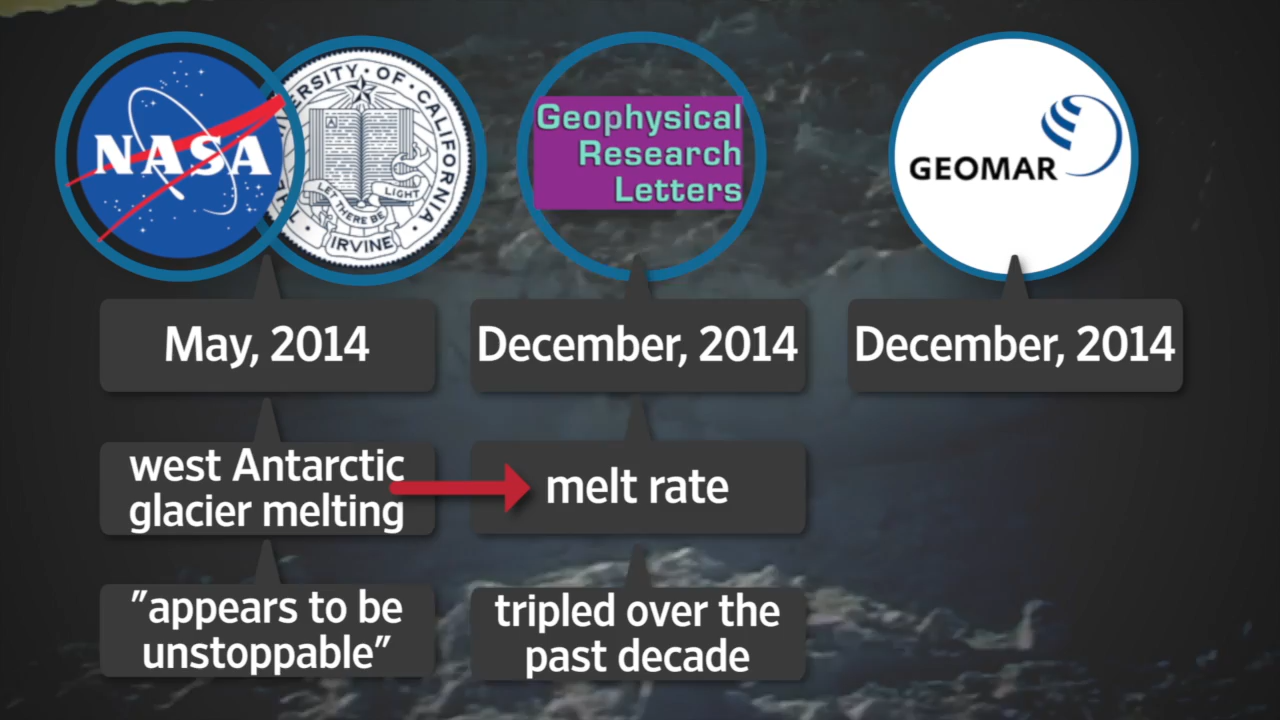 NASA
UNIVERSITY · OF · CALIFORNIA
LET THERE BE LIGHT
· IRVINE ·
Geophysical
Research
Letters
GEOMAR
May, 2014
December, 2014
December, 2014
west Antarctic
glacier melting
melt rate
"appears to be
unstoppable"
tripled over the
past decade